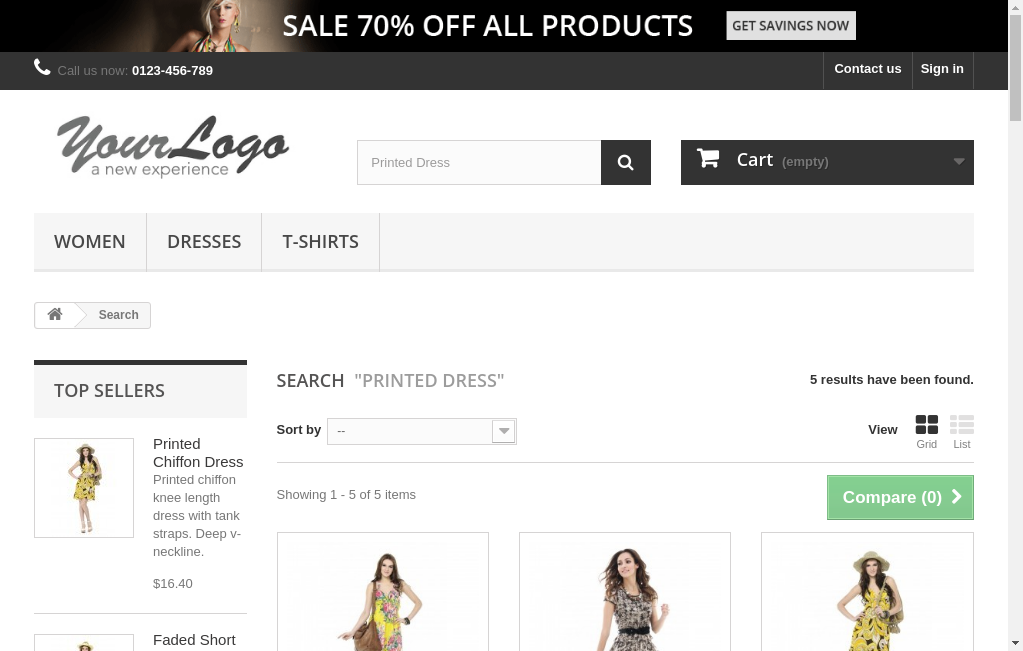 SALE 70% OFF ALL PRODUCTS GET SAVINGS NOW
Call us now: 0123-456-789 Contact us Sign in
YourLogo
a new experience
Printed Dress
Cart (empty)
WOMEN DRESSES T-SHIRTS
Search
TOP SELLERS
Printed
Chiffon Dress
Printed chiffon
knee length
dress with tank
straps. Deep v-
neckline.
$16.40
Faded Short
SEARCH "PRINTED DRESS" 5 results have been found.
Sort by -- View Grid List
Showing 1 - 5 of 5 items
Compare (0)